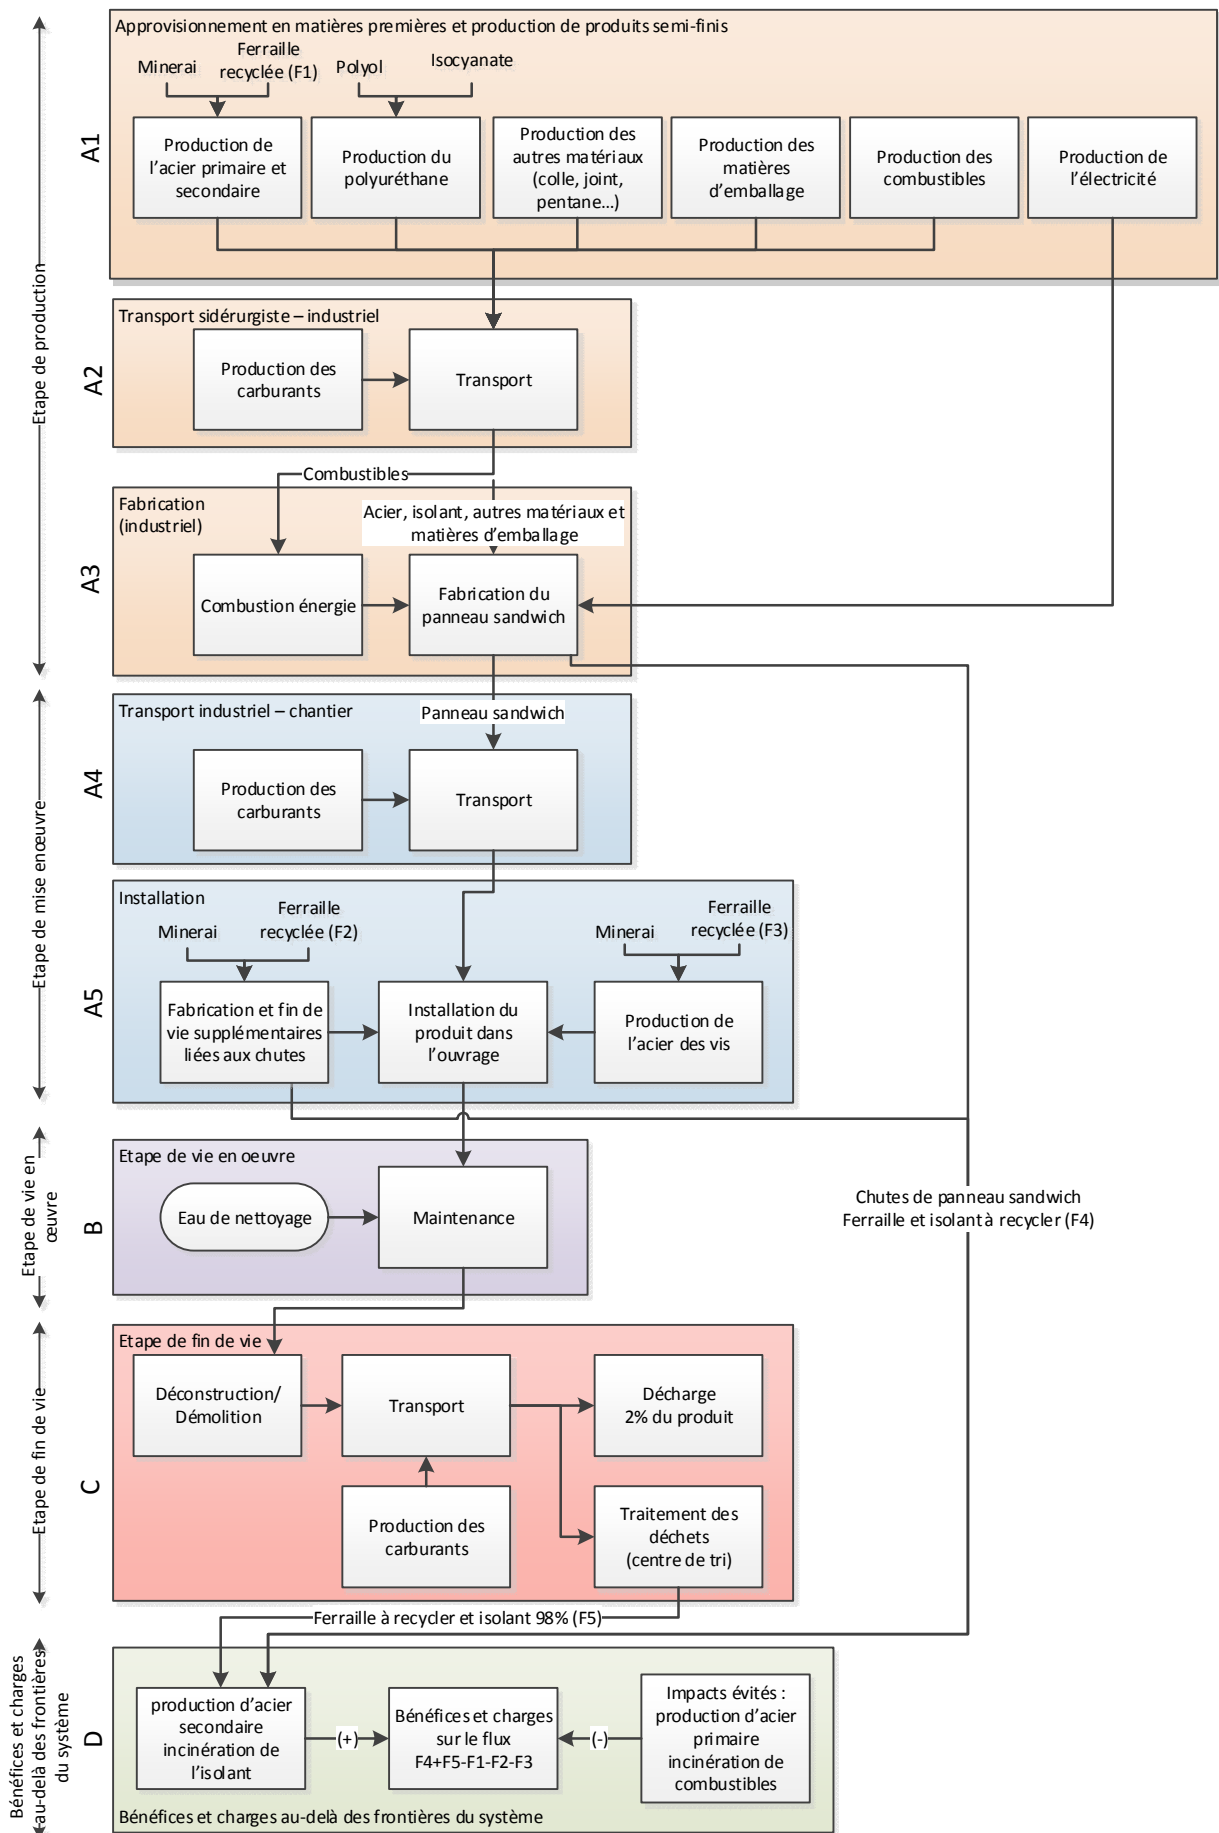 Approvisionnement en matières premières et production de produits semi-finis
Minerai
Ferraille
recyclée (F1)
Polyol
Isocyanate
A1
Production de
l’acier primaire et
secondaire
Production du
polyuréthane
Production des
autres matériaux
(colle, joint,
pentane...)
Production des
matières
d’emballage
Production des
combustibles
Production de
l’électricité
Etape de production
Transport sidérurgiste – industriel
A2
Production des
carburants
Transport
Combustibles
Fabrication
(industriel)
Acier, isolant, autres matériaux et
matières d’emballage
A3
Combustion énergie
Fabrication du
panneau sandwich
Transport industriel – chantier
Panneau sandwich
A4
Production des
carburants
Transport
Etape de mise enœuvre
Installation
Minerai
Ferraille
recyclée (F2)
Minerai
Ferraille
recyclée (F3)
A5
Fabrication et fin de
vie supplémentaires
liées aux chutes
Installation du
produit dans
l’ouvrage
Production de
l’acier des vis
Etape de vie en oeuvre
Etape de vie en
œuvre
B
Eau de nettoyage
Maintenance
Chutes de panneau sandwich
Ferraille et isolant à recycler (F4)
Etape de fin de vie
Etape de fin de vie
C
Déconstruction/
Démolition
Transport
Décharge
2% du produit
Production des
carburants
Traitement des
déchets
(centre de tri)
Ferraille à recycler et isolant 98% (F5)
Bénéfices et charges
au-delà des frontières
du système
D
production d’acier
secondaire
incinération de
l’isolant
(+)
Bénéfices et charges
sur le flux
F4+F5-F1-F2-F3
(-)
Impacts évités :
production d’acier
primaire
incinération de
combustibles
Bénéfices et charges au-delà des frontières du système